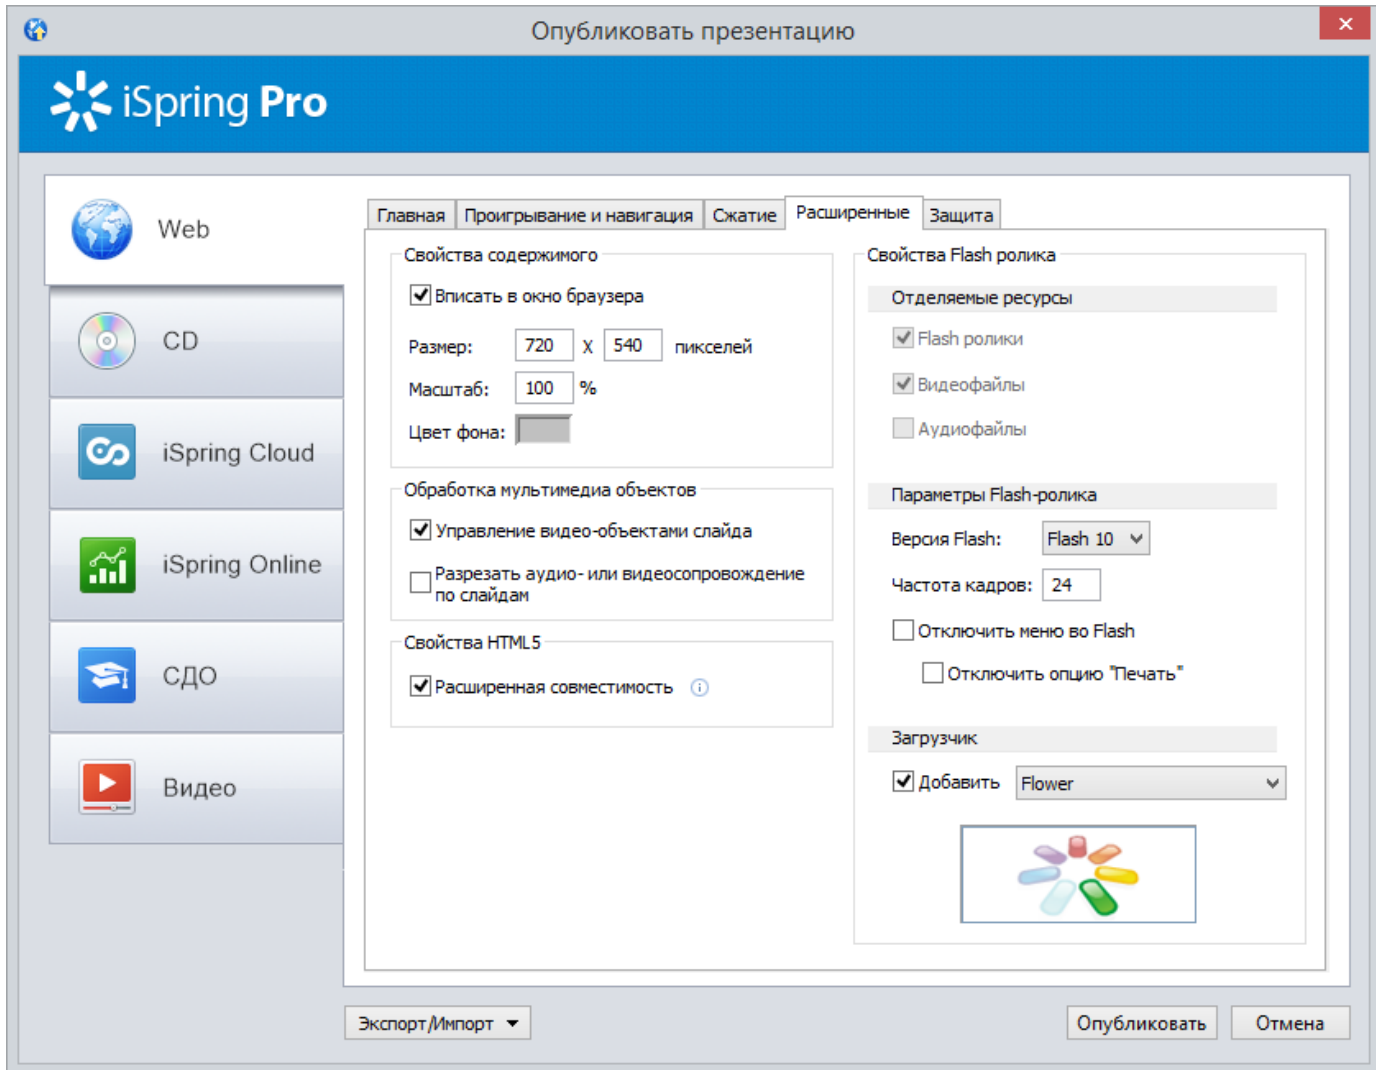 Опубликовать презентацию
iSpring Pro
Web
CD
iSpring Cloud
iSpring Online
СДО
Видео
Главная
Проигрывание и навигация
Сжатие
Расширенные
Защита
Свойства содержимого
Вписать в окно браузера
Размер: 720 X 540 пикселей
Масштаб: 100 %
Цвет фона:
Обработка мультимедиа объектов
Управление видео-объектами слайда
Разрезать аудио- или видеосопровождение
по слайдам
Свойства HTML5
Расширенная совместимость
Свойства Flash ролика
Отделяемые ресурсы
Flash ролики
Видеофайлы
Аудиофайлы
Параметры Flash-ролика
Версия Flash: Flash 10
Частота кадров: 24
Отключить меню во Flash
Отключить опцию "Печать"
Загрузчик
Добавить Flower
Экспорт/Импорт
Опубликовать
Отмена